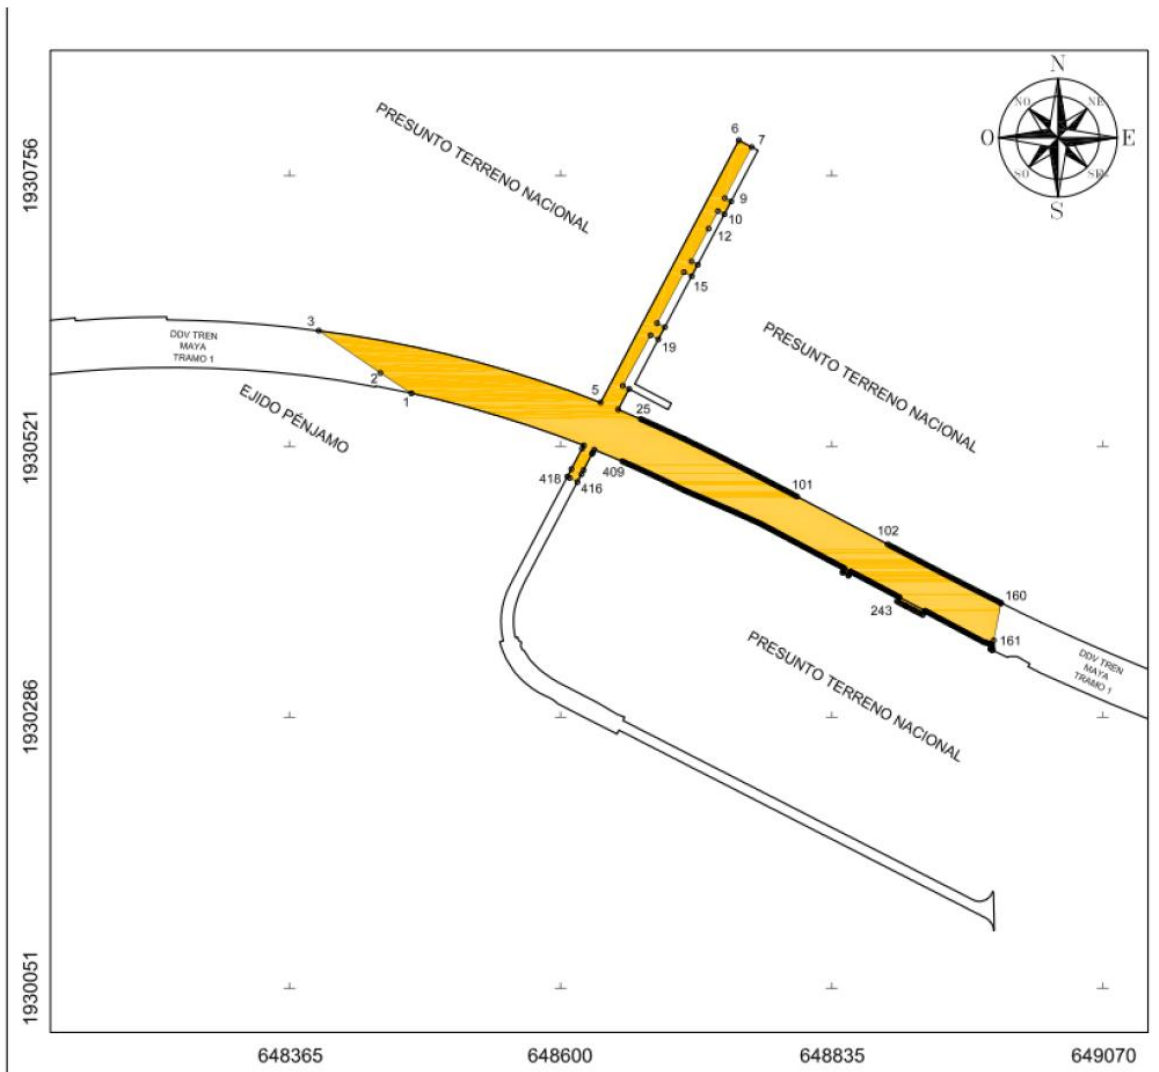 N
NO
NE
O
E
SO
S
6
7
PRESUNTO TERRENO NACIONAL
1930756
9
10
12
15
3
DDV TREN
MAYA
TRAMO 1
19
PRESUNTO TERRENO NACIONAL
2
1
EJIDO PÉNJAMO
5
25
1930521
418
416
409
101
102
243
160
161
DDV TREN
MAYA
TRAMO 1
PRESUNTO TERRENO NACIONAL
1930286
1930051
648365
648600
648835
649070